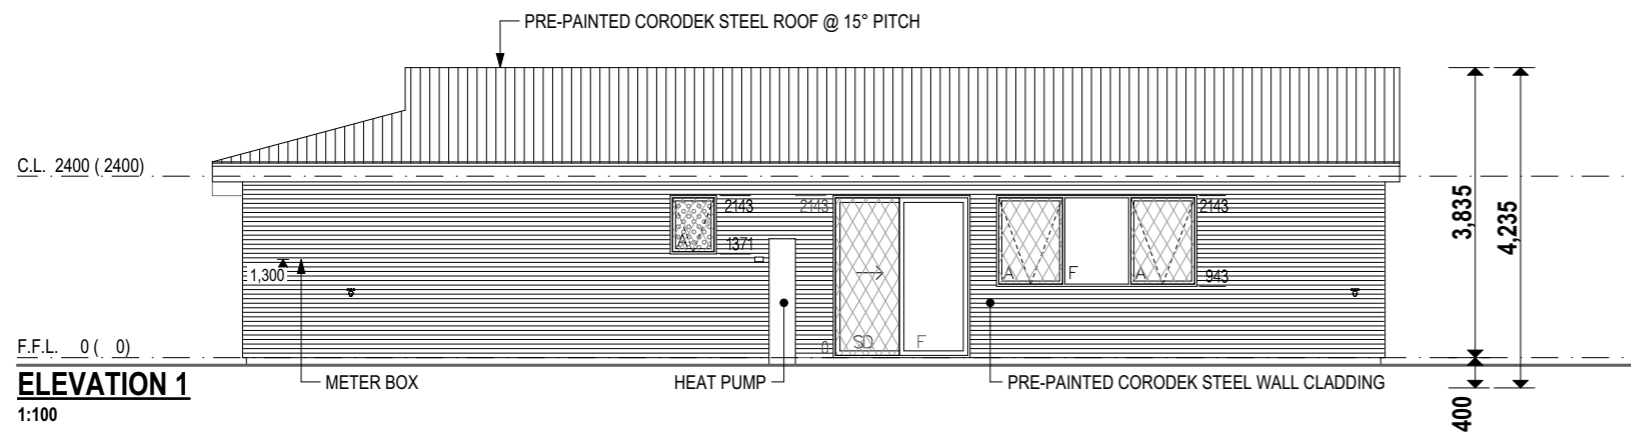 PRE-PAINTED CORODEK STEEL ROOF @ 15° PITCH
C.L. 2400 ( 2400)
2143
2143
2143
3,835
4,235
A
1371
1,300
A
F
A
943
SD
F
0
F.F.L. 0 ( 0)
ELEVATION 1
1:100
METER BOX
HEAT PUMP
PRE-PAINTED CORODEK STEEL WALL CLADDING
400